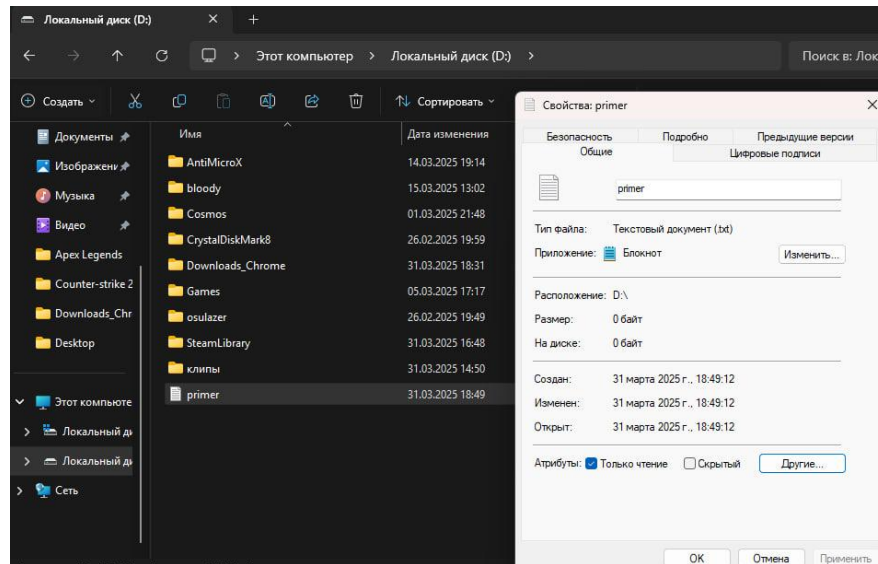 Локальный диск (D:)
Этот компьютер > Локальный диск (D:) >
Поиск в: Лок
Создать
Сортировать
Документы
Изображени
Музыка
Видео
Apex Legends
Counter-strike 2
Downloads_Chr
Desktop
Этот компьюте
Локальный ди
Локальный ди
Сеть
Имя Дата изменения
AntiMicroX 14.03.2025 19:14
bloody 15.03.2025 13:02
Cosmos 01.03.2025 21:48
CrystalDiskMark8 26.02.2025 19:59
Downloads_Chrome 31.03.2025 18:31
Games 05.03.2025 17:17
osulazer 26.02.2025 19:49
SteamLibrary 31.03.2025 16:48
клипы 31.03.2025 14:50
primer 31.03.2025 18:49
Свойства: primer
Безопасность Подробно Предыдущие версии
Общие Цифровые подписи
primer
Тип файла: Текстовый документ (.txt)
Приложение: Блокнот Изменить...
Расположение: D:\
Размер: 0 байт
На диске: 0 байт
Создан: 31 марта 2025 г., 18:49:12
Изменен: 31 марта 2025 г., 18:49:12
Открыт: 31 марта 2025 г., 18:49:12
Атрибуты: Только чтение Скрытый Другие...
OK Отмена Применить